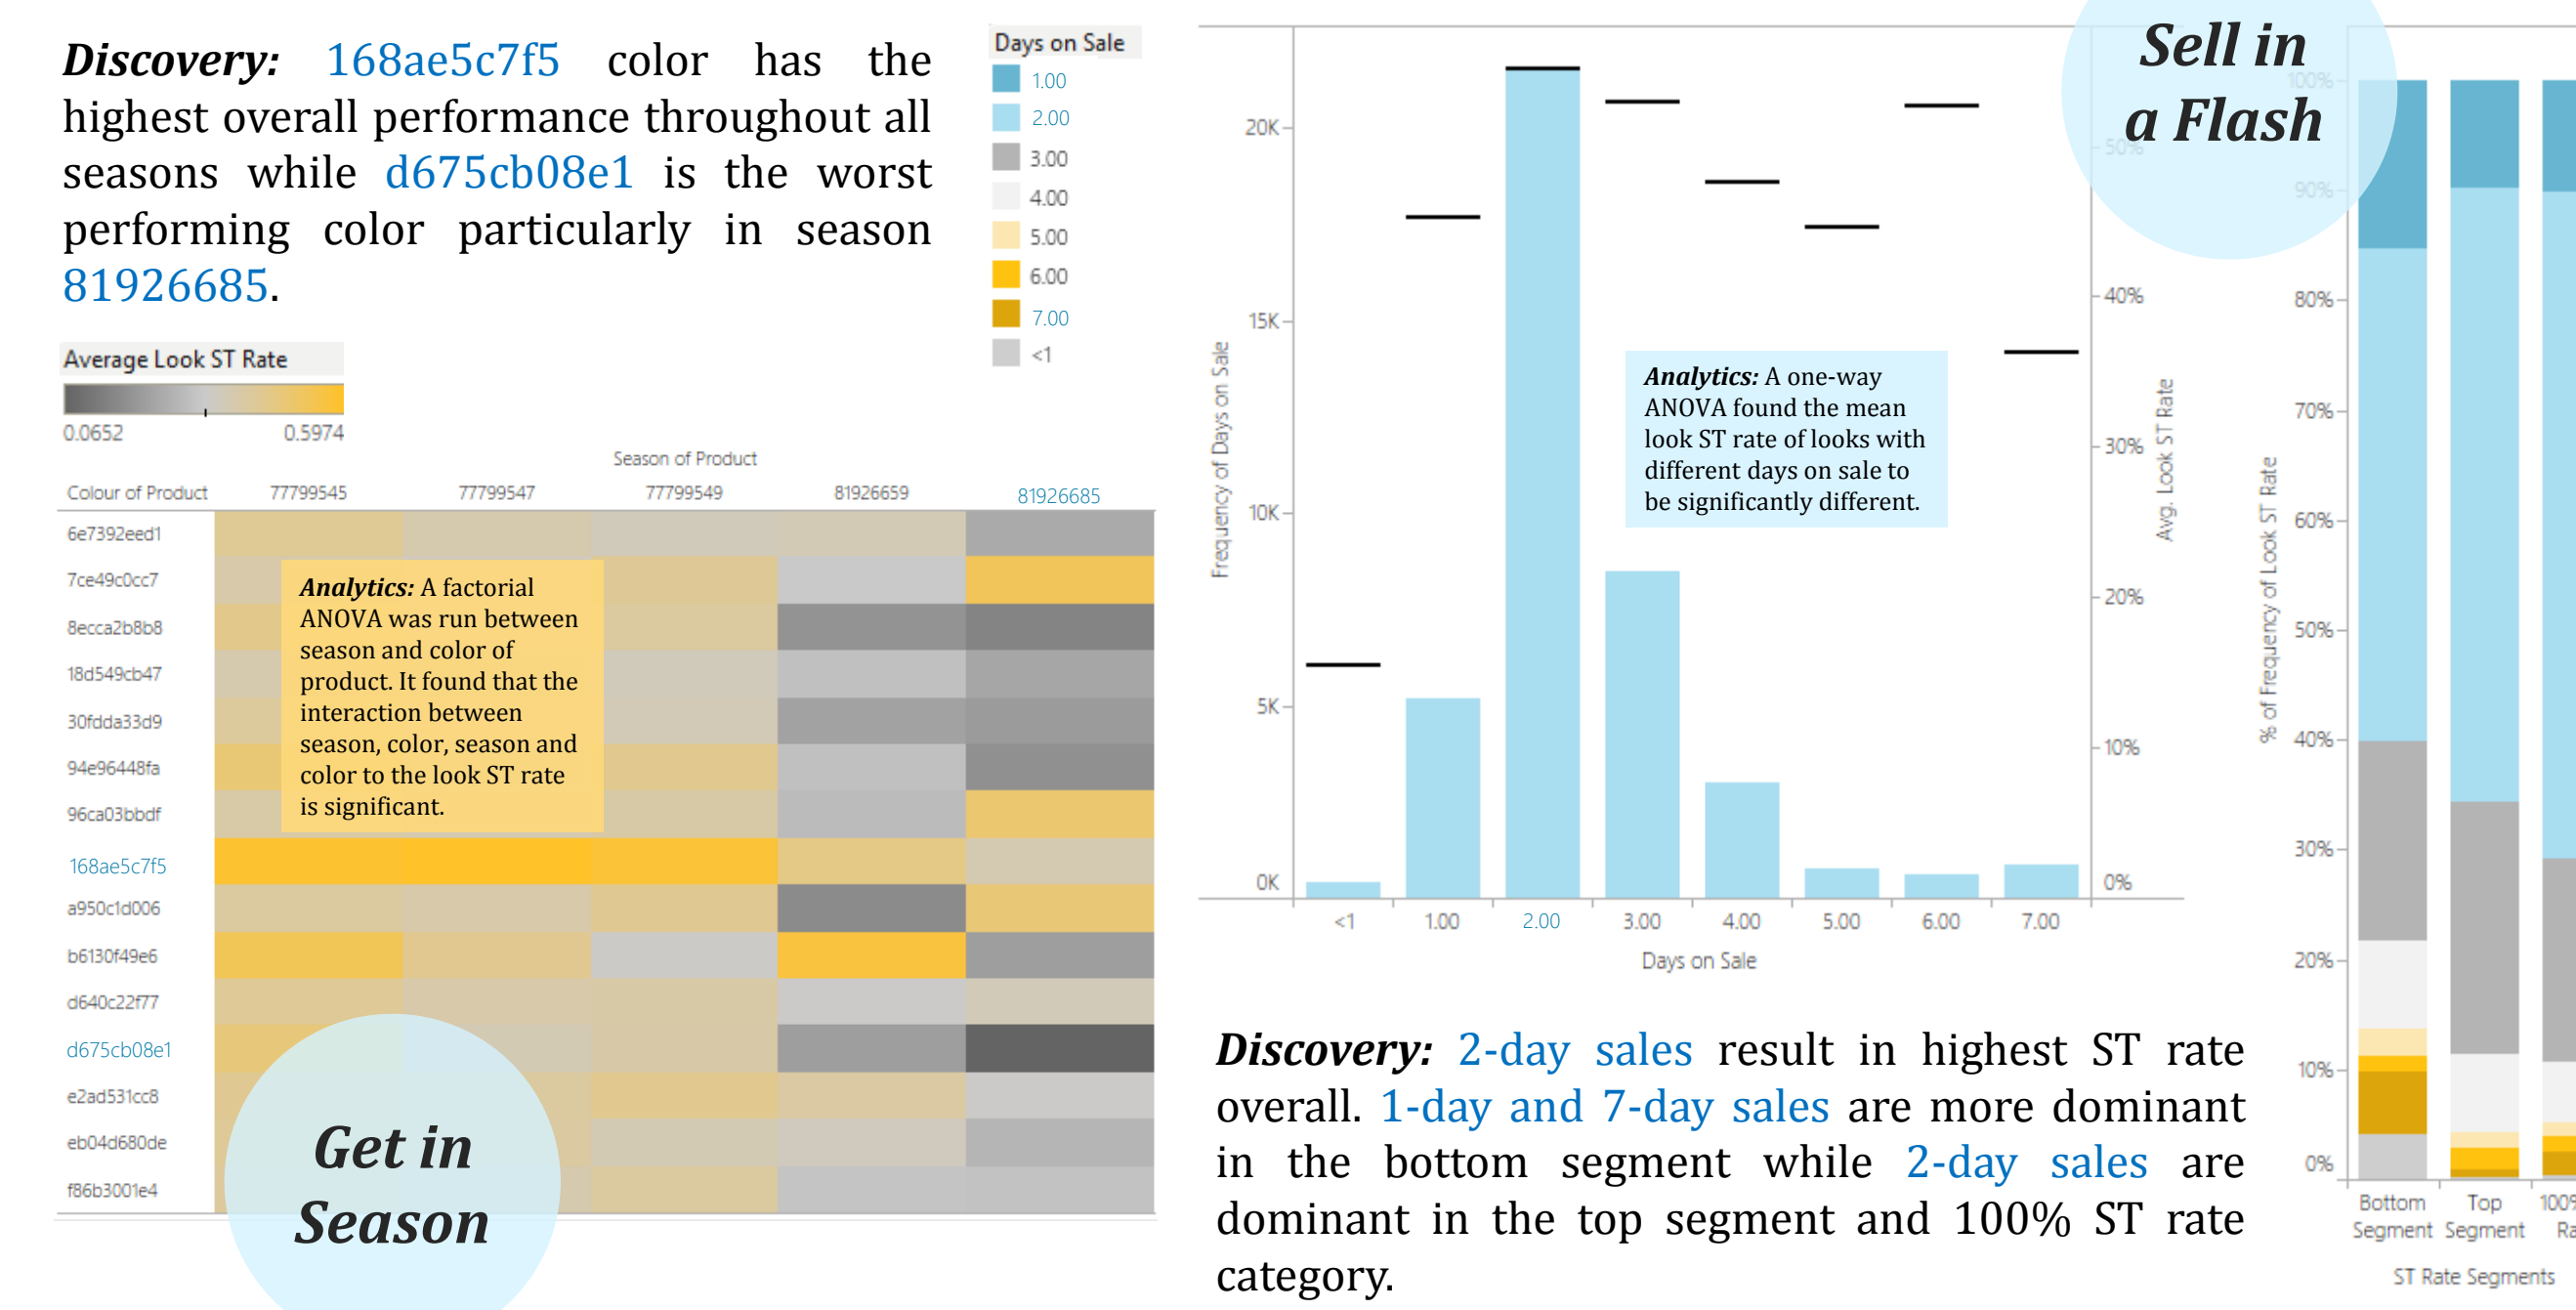 Discovery: 168ae5c7f5 color has the
highest overall performance throughout all
seasons while d675cb08e1 is the worst
performing color particularly in season
81926685.
Average Look ST Rate
0.0652 0.5974
Season of Product
Colour of Product 77799545 77799547 77799549 81926659 81926685
6e7392eed1
7ce49c0cc7
8ecca2b8b8
18d549cb47
30fdda33d9
94e96448fa
96ca03bbdf
168ae5c7f5
a950c1d006
b6130f49e6
d640c22f77
d675cb08e1
e2ad531cc8
eb04d680de
f86b3001e4
Analytics: A factorial
ANOVA was run between
season and color of
product. It found that the
interaction between
season, color, season and
color to the look ST rate
is significant.
Get in
Season
Days on Sale
1.00
2.00
3.00
4.00
5.00
6.00
7.00
<1
Frequency of Days on Sale
20K
15K
10K
5K
0K
Analytics: A one-way
ANOVA found the mean
look ST rate of looks with
different days on sale to
be significantly different.
50%
40%
30%
20%
10%
0%
Avg. Look ST Rate
<1 1.00 2.00 3.00 4.00 5.00 6.00 7.00
Days on Sale
Sell in
a Flash
Discovery: 2-day sales result in highest ST rate
overall. 1-day and 7-day sales are more dominant
in the bottom segment while 2-day sales are
dominant in the top segment and 100% ST rate
category.
% of Frequency of Look ST Rate
100%
90%
80%
70%
60%
50%
40%
30%
20%
10%
0%
Bottom Top 100%
Segment Segment Ra
ST Rate Segments